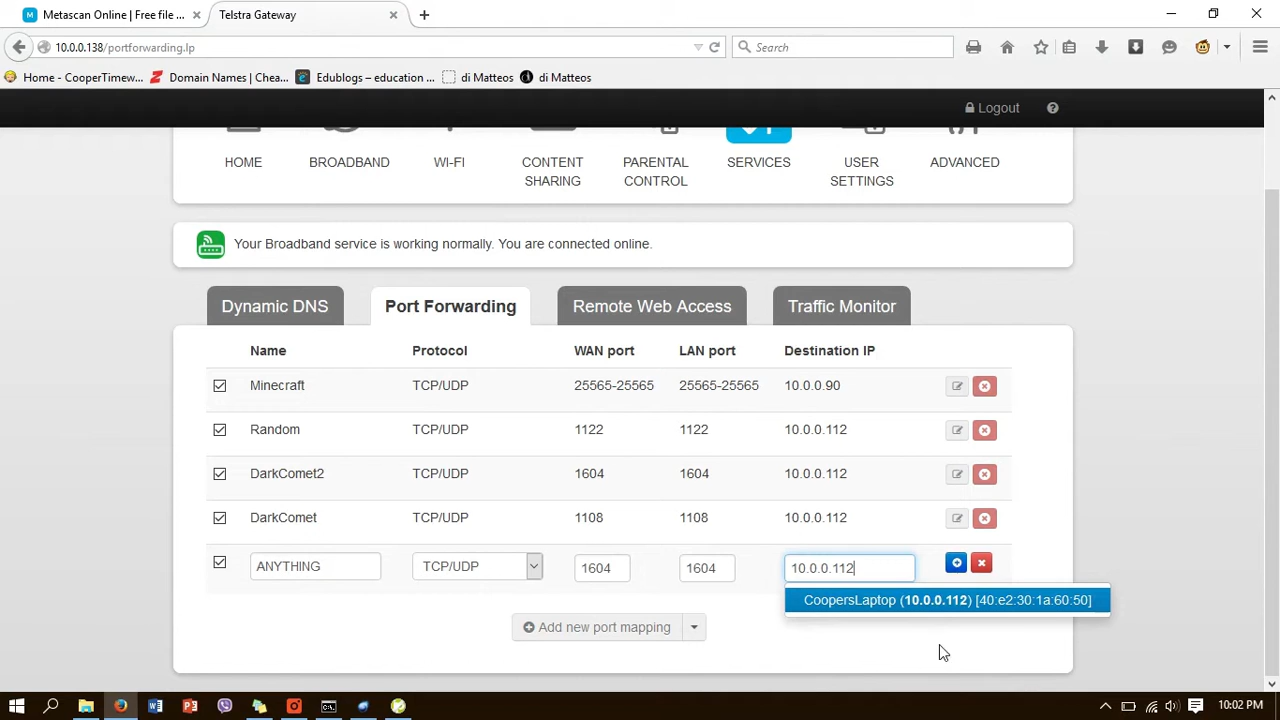 Metascan Online | Free file ...
Telstra Gateway
10.0.0.138/portforwarding.lp
Search
Home - CooperTimew...
Domain Names | Chea...
Edublogs – education ...
di Matteos
di Matteos
Logout
HOME
BROADBAND
WI-FI
CONTENT SHARING
PARENTAL CONTROL
SERVICES
USER SETTINGS
ADVANCED
Your Broadband service is working normally. You are connected online.
Dynamic DNS
Port Forwarding
Remote Web Access
Traffic Monitor
Name Protocol WAN port LAN port Destination IP
Minecraft TCP/UDP 25565-25565 25565-25565 10.0.0.90
Random TCP/UDP 1122 1122 10.0.0.112
DarkComet2 TCP/UDP 1604 1604 10.0.0.112
DarkComet TCP/UDP 1108 1108 10.0.0.112
ANYTHING TCP/UDP 1604 1604 10.0.0.112
CoopersLaptop (10.0.0.112) [40:e2:30:1a:60:50]
Add new port mapping
10:02 PM